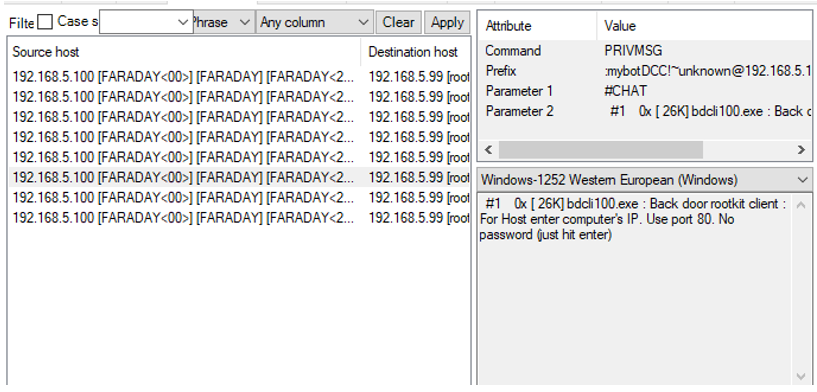 Filte Case s Phrase Any column Clear Apply
Source host Destination host
192.168.5.100 [FARADAY<00>] [FARADAY] [FARADAY<2... 192.168.5.99 [root
192.168.5.100 [FARADAY<00>] [FARADAY] [FARADAY<2... 192.168.5.99 [root
192.168.5.100 [FARADAY<00>] [FARADAY] [FARADAY<2... 192.168.5.99 [root
192.168.5.100 [FARADAY<00>] [FARADAY] [FARADAY<2... 192.168.5.99 [root
192.168.5.100 [FARADAY<00>] [FARADAY] [FARADAY<2... 192.168.5.99 [root
192.168.5.100 [FARADAY<00>] [FARADAY] [FARADAY<2... 192.168.5.99 [root
192.168.5.100 [FARADAY<00>] [FARADAY] [FARADAY<2... 192.168.5.99 [root
192.168.5.100 [FARADAY<00>] [FARADAY] [FARADAY<2... 192.168.5.99 [root
Attribute Value
Command PRIVMSG
Prefix :mybotDCC!~unknown@192.168.5.1
Parameter 1 #CHAT
Parameter 2 #1 0x [ 26K] bdcli100.exe : Back d
Windows-1252 Western European (Windows)
#1 0x [ 26K] bdcli100.exe : Back door rootkit client :
For Host enter computer's IP. Use port 80. No
password (just hit enter)